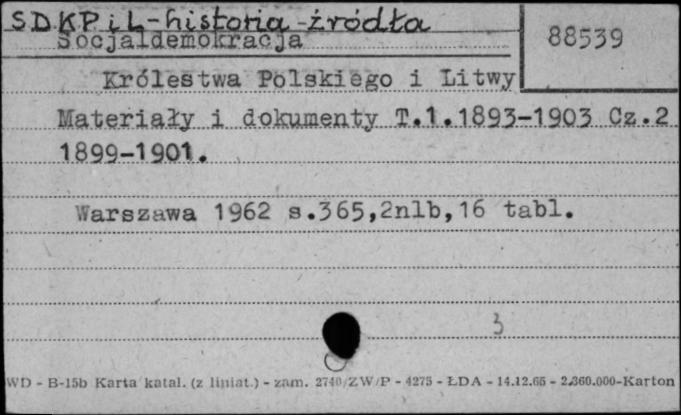 SDKP i L - historia - źródła
Socjaldemokracja
88539
Królestwa Polskiego i Litwy
Materiały i dokumenty T.1.1893-1903 Cz.2
1899-1901.
Warszawa 1962 s.365,2nlb,16 tabl.
3
WD - B-15b Karta katal. (z liniat.) - zam. 2740/ZW/P - 4275 - ŁDA - 14.12.65 - 2.360.000-Karton